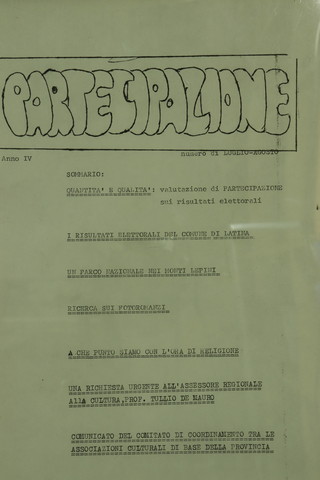 PARTECIPAZIONE
Anno IV
numero di LUGLIO-AGOSTO
SOMMARIO:
QUANTITA' E QUALITA': valutazione di PARTECIPAZIONE
sui risultati elettorali
I RISULTATI ELETTORALI DEL COMUNE DI LATINA
UN PARCO NAZIONALE NEI MONTI LEPINI
RICERCA SUI FOTOROMANZI
A CHE PUNTO SIAMO CON L'ORA DI RELIGIONE
UNA RICHIESTA URGENTE ALL'ASSESSORE REGIONALE
ALLA CULTURA, PROF. TULLIO DE MAURO
COMUNICATO DEL COMITATO DI COORDINAMENTO TRA LE
ASSOCIAZIONI CULTURALI DI BASE DELLA PROVINCIA